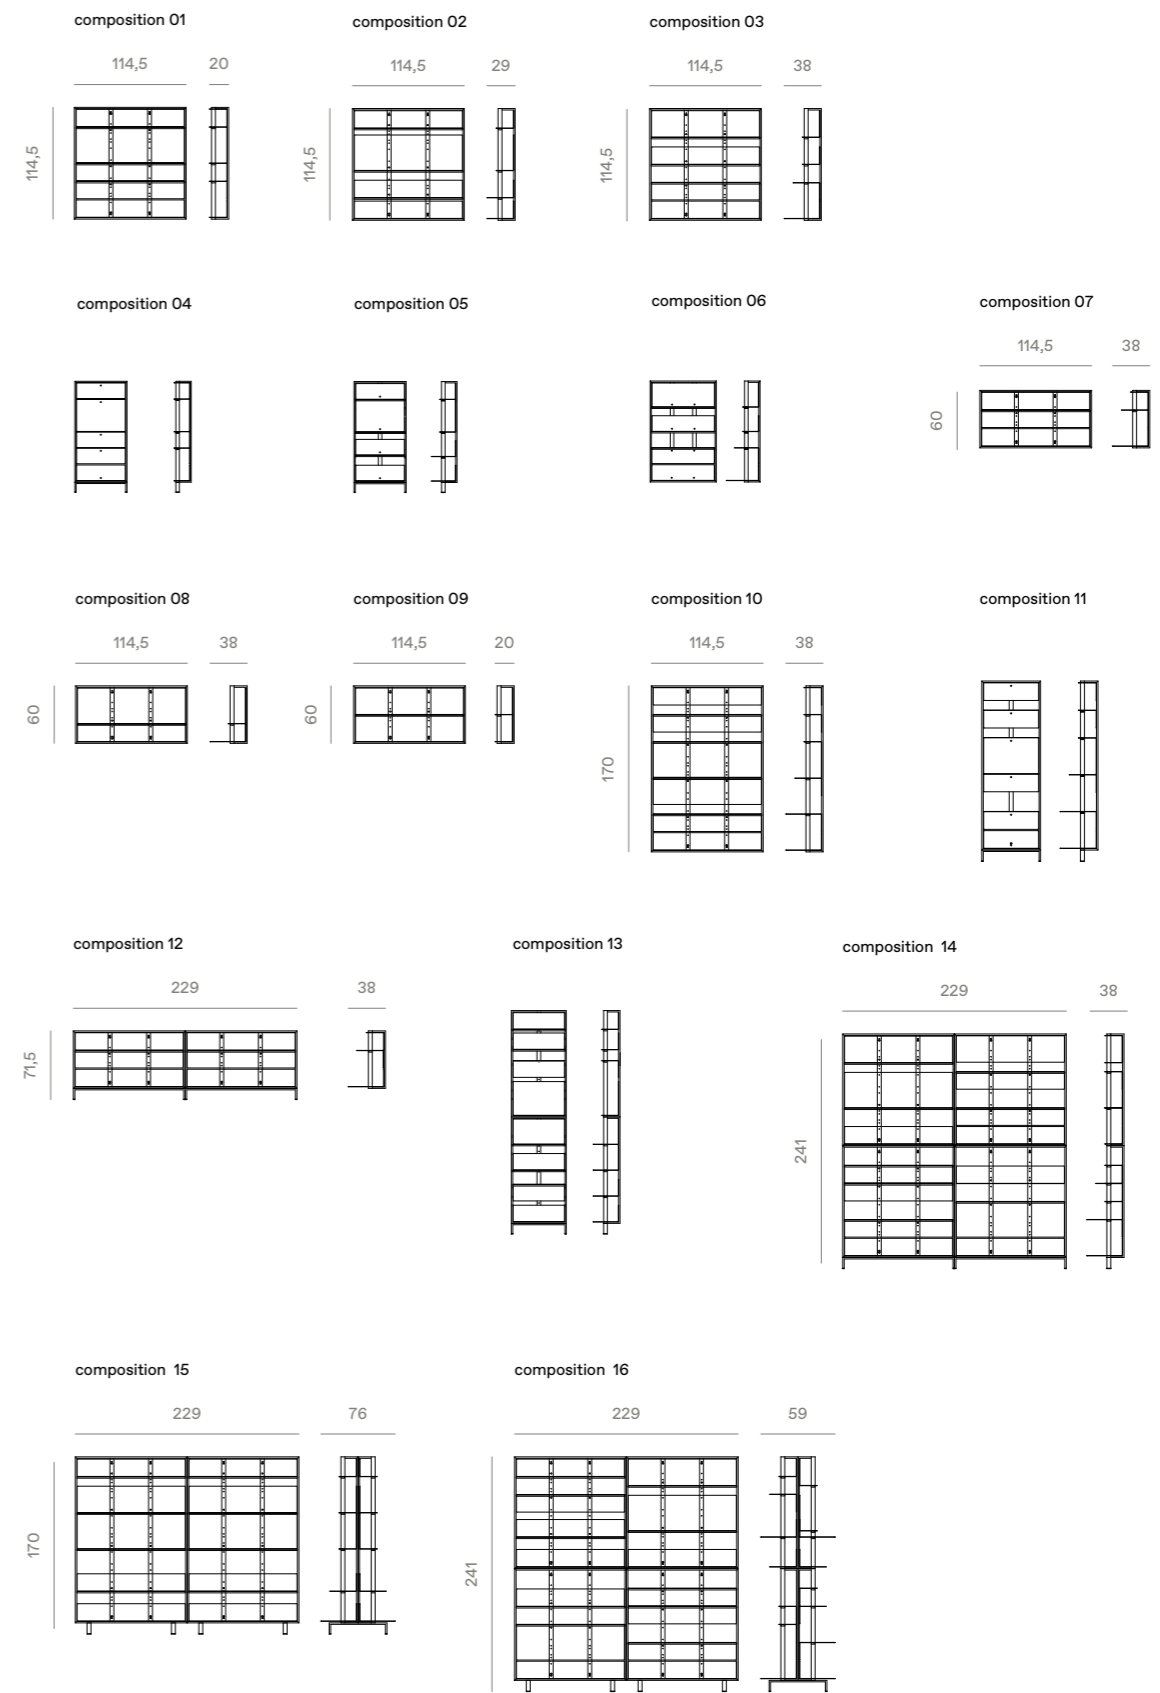 composition 01
114,5
20
114,5
composition 02
114,5
29
114,5
composition 03
114,5
38
114,5
composition 04
composition 05
composition 06
composition 07
114,5
38
60
composition 08
114,5
38
60
composition 09
114,5
20
60
composition 10
114,5
38
170
composition 11
composition 12
229
38
71,5
composition 13
composition 14
229
38
241
composition 15
229
76
170
composition 16
229
59
241